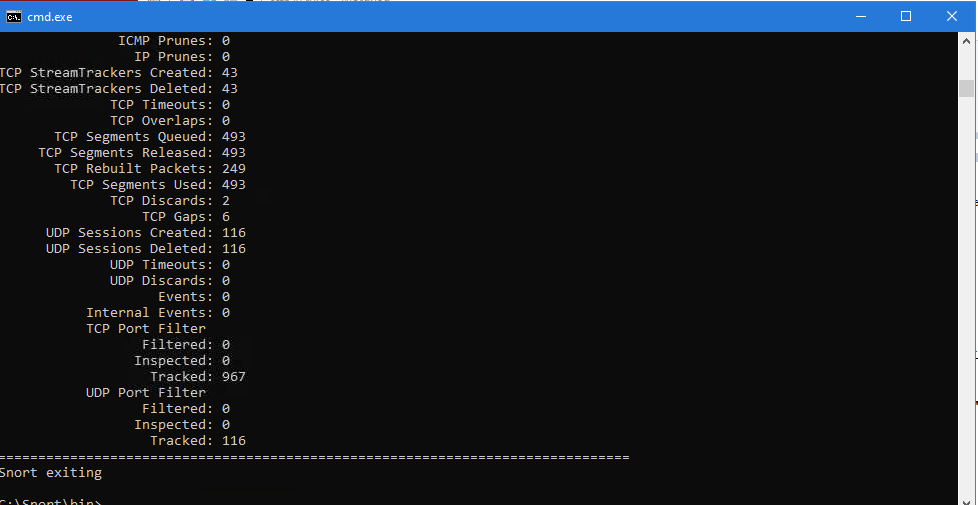 cmd.exe
ICMP Prunes: 0
IP Prunes: 0
TCP StreamTrackers Created: 43
TCP StreamTrackers Deleted: 43
TCP Timeouts: 0
TCP Overlaps: 0
TCP Segments Queued: 493
TCP Segments Released: 493
TCP Rebuilt Packets: 249
TCP Segments Used: 493
TCP Discards: 2
TCP Gaps: 6
UDP Sessions Created: 116
UDP Sessions Deleted: 116
UDP Timeouts: 0
UDP Discards: 0
Events: 0
Internal Events: 0
TCP Port Filter
Filtered: 0
Inspected: 0
Tracked: 967
UDP Port Filter
Filtered: 0
Inspected: 0
Tracked: 116
===============================================================================
Snort exiting
C:\Snort\bin>